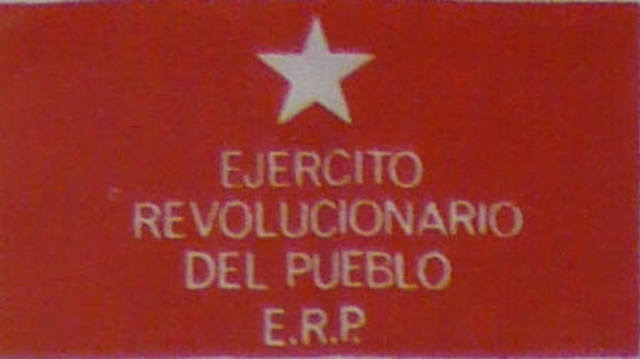 EJERCITO
REVOLUCIONARIO
DEL PUEBLO
E.R.P.